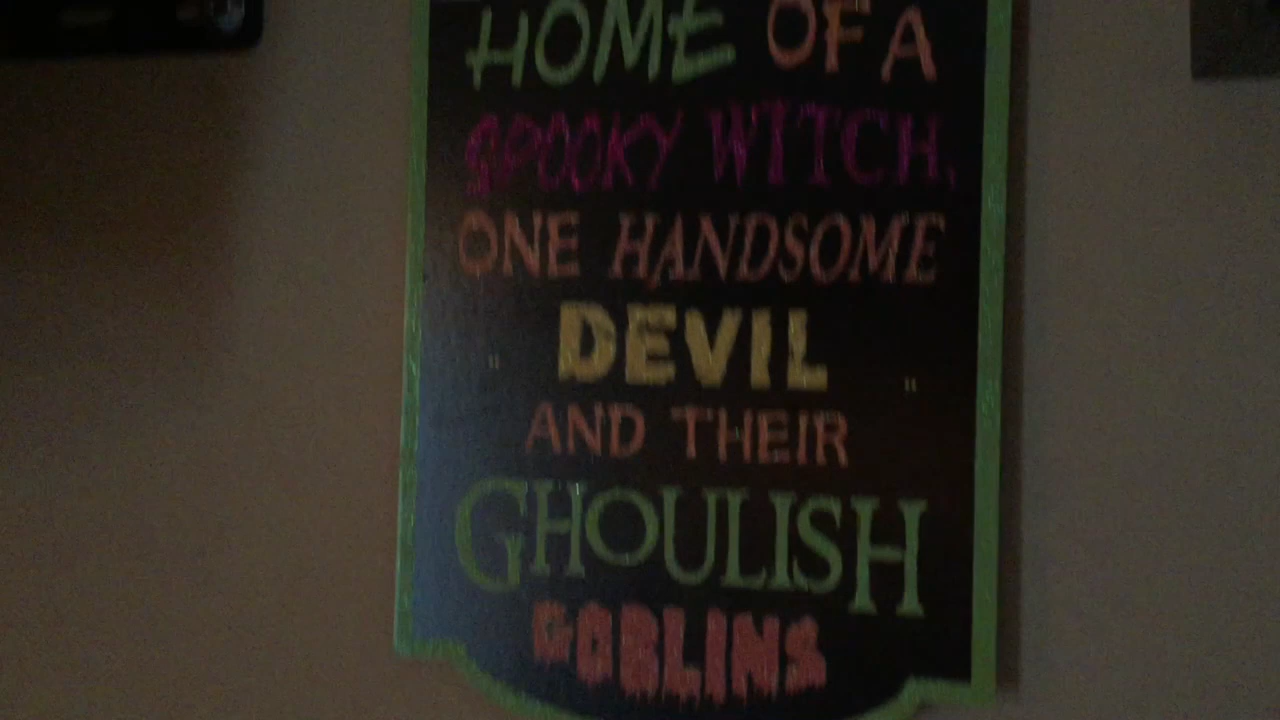 HOME OF A
SPOOKY WITCH,
ONE HANDSOME
DEVIL
AND THEIR
GHOULISH
GOBLINS